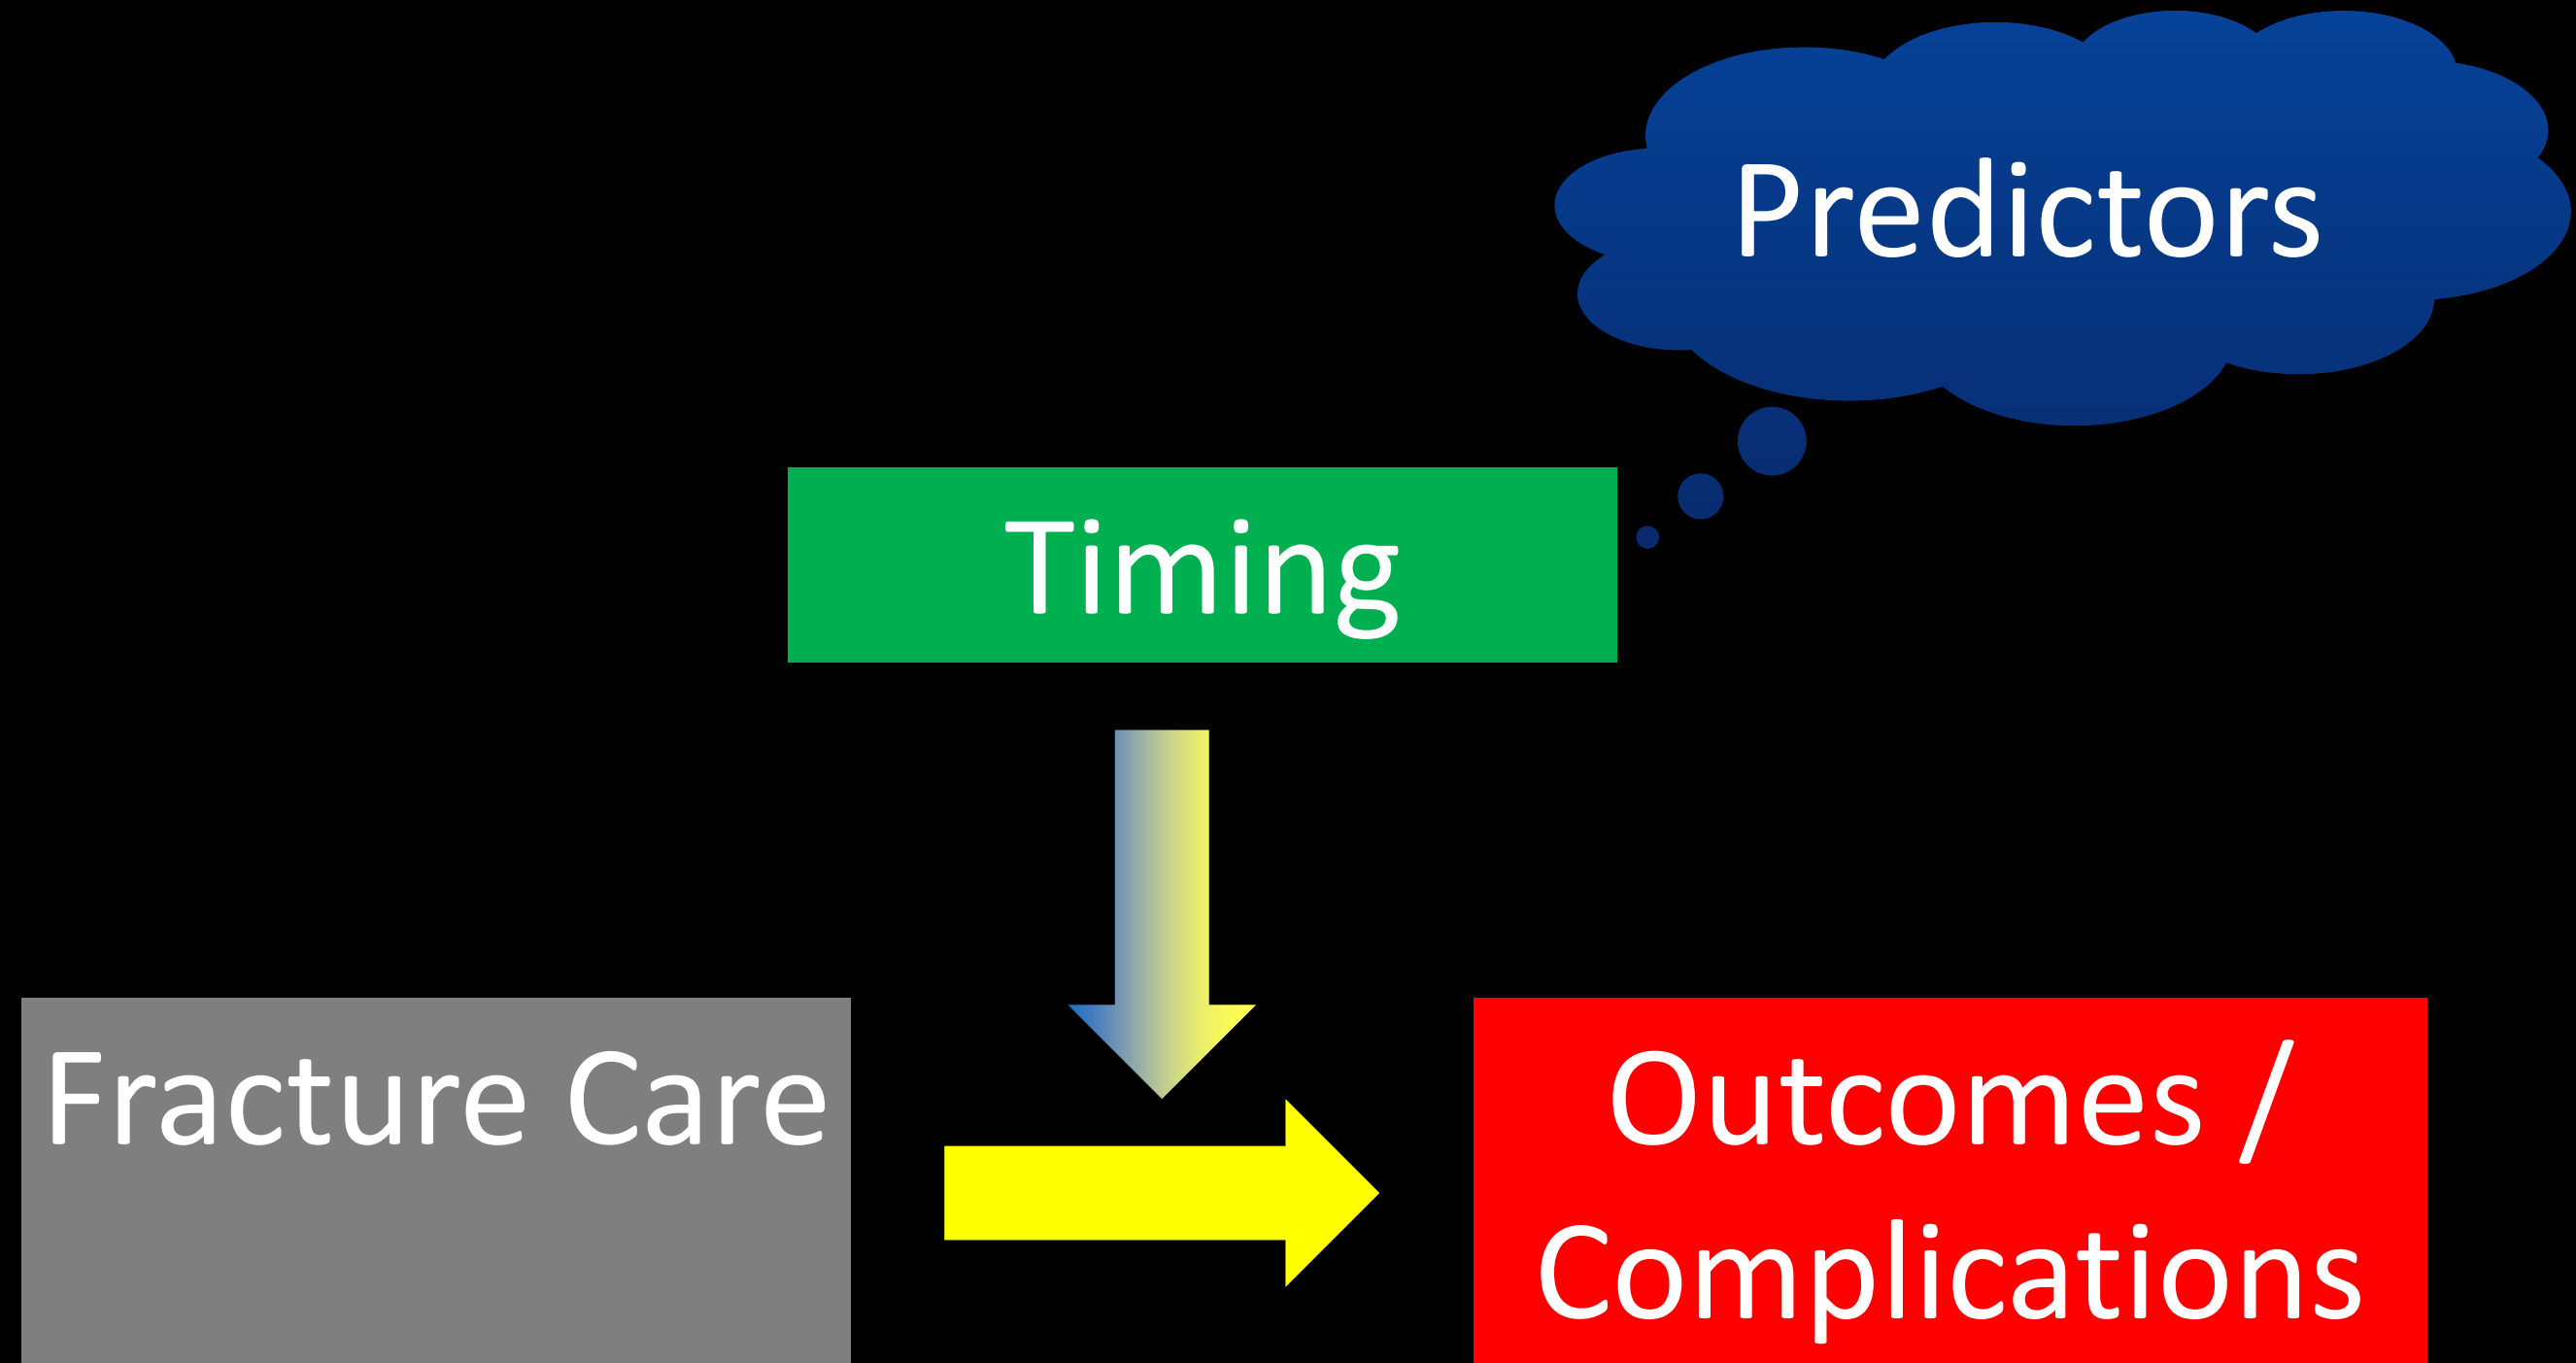 Predictors
Timing
Fracture Care
Outcomes /
Complications